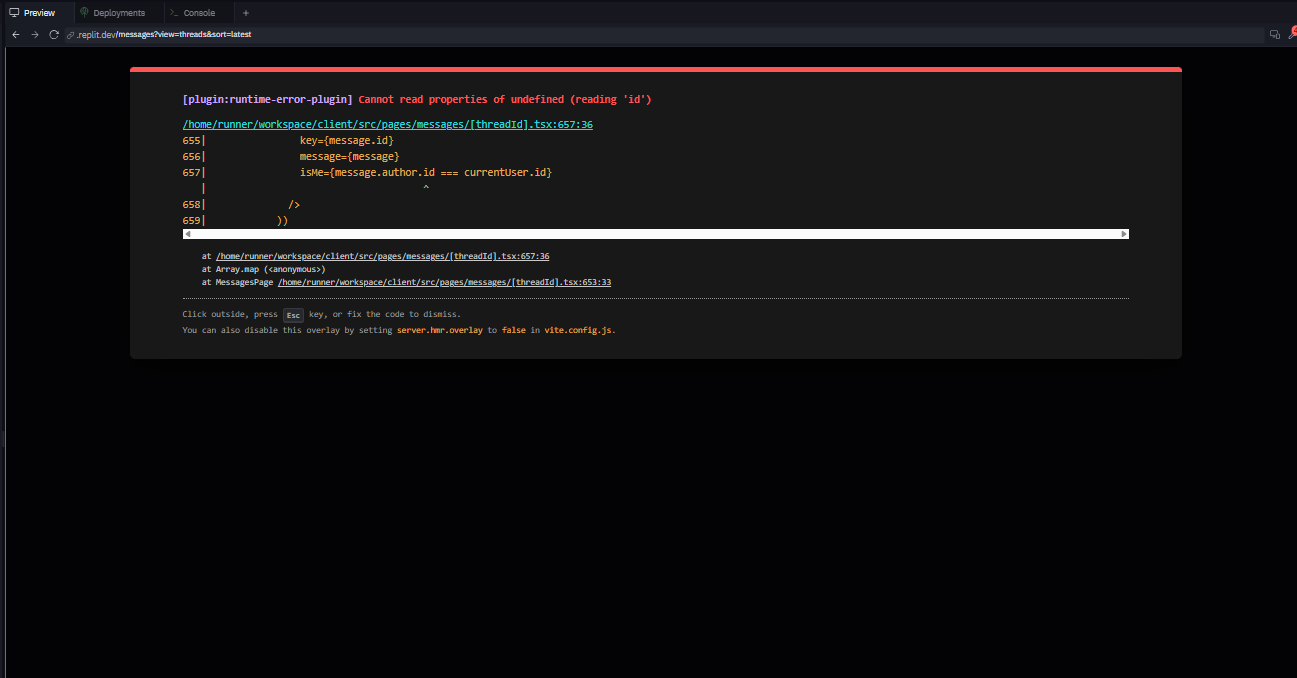 Preview
Deployments
>_ Console
+
.replit.dev/messages?view=threads&sort=latest
[plugin:runtime-error-plugin] Cannot read properties of undefined (reading 'id')
/home/runner/workspace/client/src/pages/messages/[threadId].tsx:657:36
655|                key={message.id}
656|                message={message}
657|                isMe={message.author.id === currentUser.id}
   |                                     ^
658|              />
659|            ))
at /home/runner/workspace/client/src/pages/messages/[threadId].tsx:657:36
at Array.map (<anonymous>)
at MessagesPage /home/runner/workspace/client/src/pages/messages/[threadId].tsx:653:33
Click outside, press Esc key, or fix the code to dismiss.
You can also disable this overlay by setting server.hmr.overlay to false in vite.config.js.